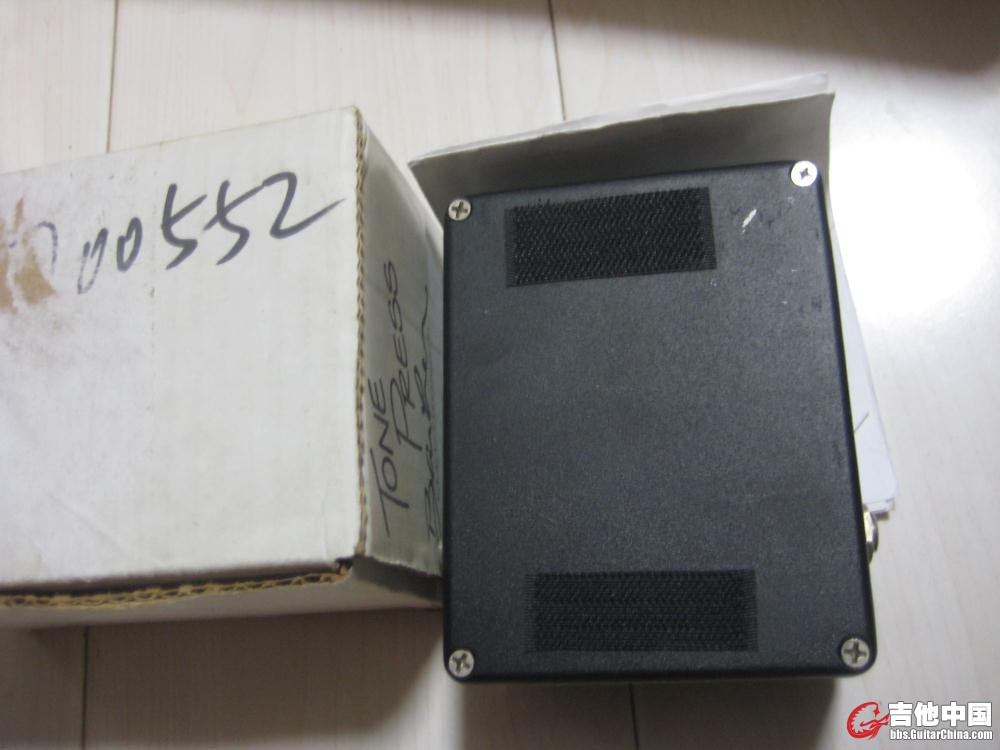 00552
TONE
PRESS
吉他中国
bbs.GuitarChina.com